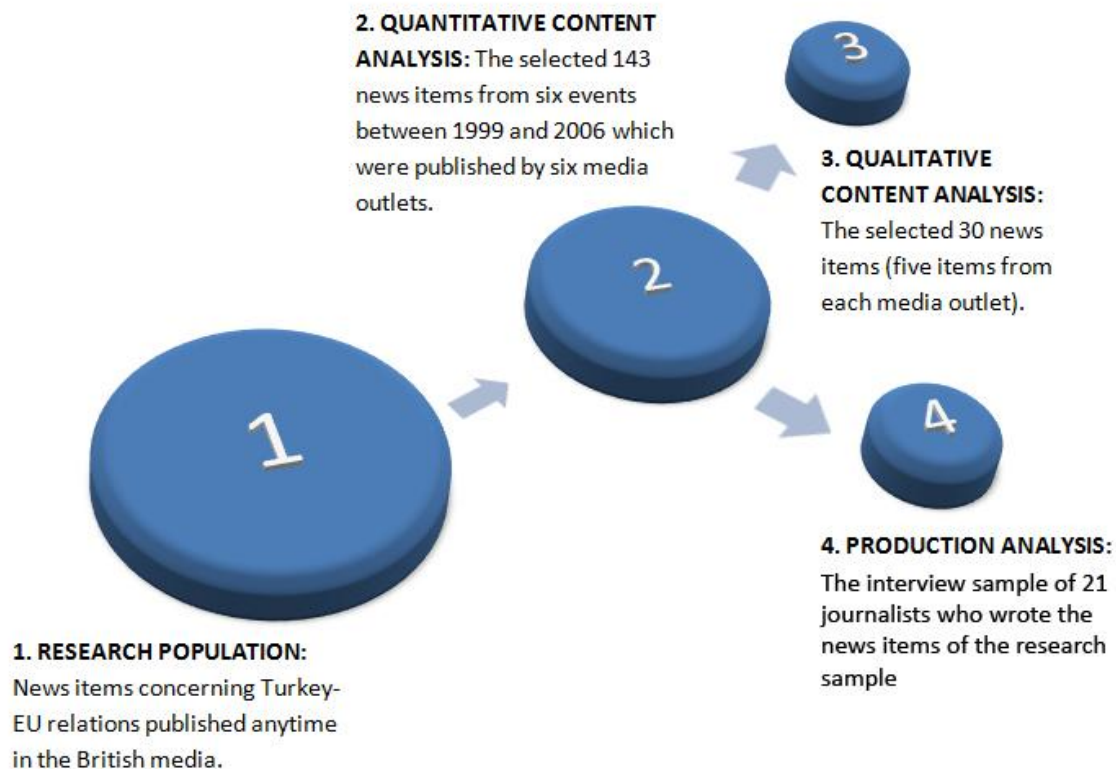 2. QUANTITATIVE CONTENT
ANALYSIS: The selected 143
news items from six events
between 1999 and 2006 which
were published by six media
outlets.
3
3. QUALITATIVE
CONTENT ANALYSIS:
The selected 30 news
items (five items from
each media outlet).
2
1
4
4. PRODUCTION ANALYSIS:
The interview sample of 21
journalists who wrote the
news items of the research
sample
1. RESEARCH POPULATION:
News items concerning Turkey-
EU relations published anytime
in the British media.